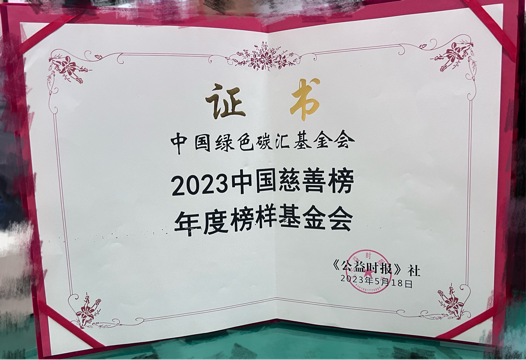 证 书
中国绿色碳汇基金会
2023中国慈善榜
年度榜样基金会
《公益时报》社
2023年5月18日